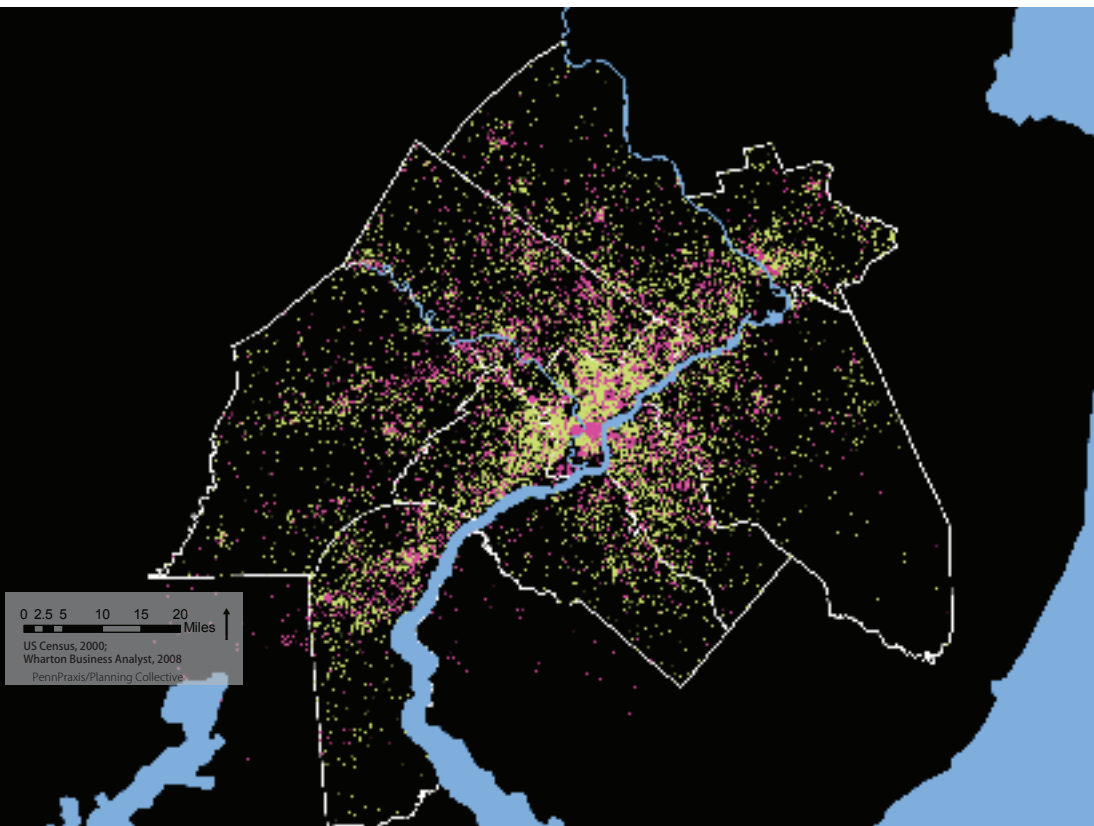 0 2.5 5 10 15 20
Miles
US Census, 2000;
Wharton Business Analyst, 2008
PennPraxis/Planning Collective